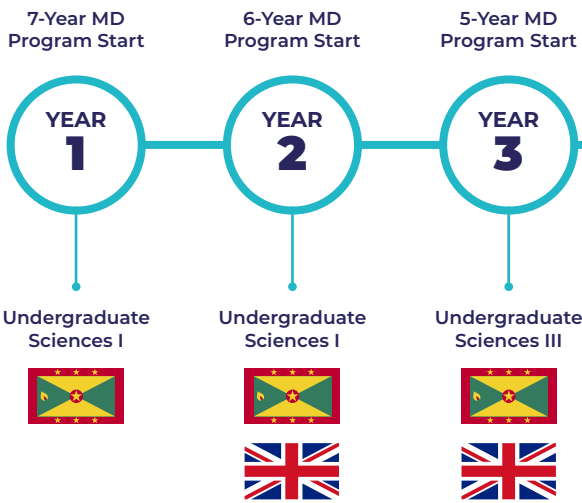 7-Year MD
Program Start
6-Year MD
Program Start
5-Year MD
Program Start
YEAR
1
YEAR
2
YEAR
3
Undergraduate
Sciences I
Undergraduate
Sciences I
Undergraduate
Sciences III